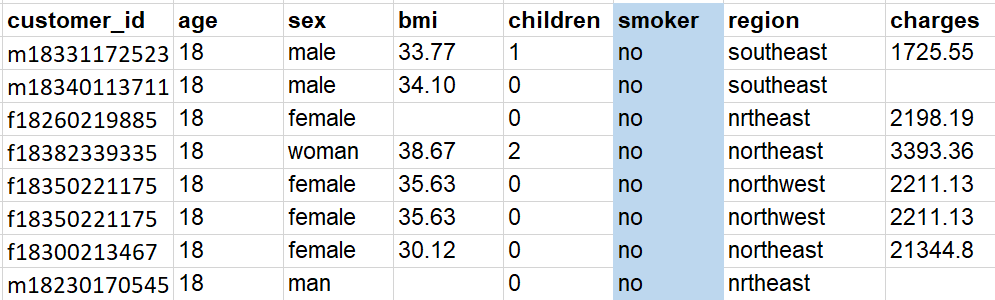 customer_id age sex bmi children smoker region charges
m18331172523 18 male 33.77 1 no southeast 1725.55
m18340113711 18 male 34.10 0 no southeast
f18260219885 18 female 0 no nrtheast 2198.19
f18382339335 18 woman 38.67 2 no northeast 3393.36
f18350221175 18 female 35.63 0 no northwest 2211.13
f18350221175 18 female 35.63 0 no northwest 2211.13
f18300213467 18 female 30.12 0 no northeast 21344.8
m18230170545 18 man 0 no nrtheast